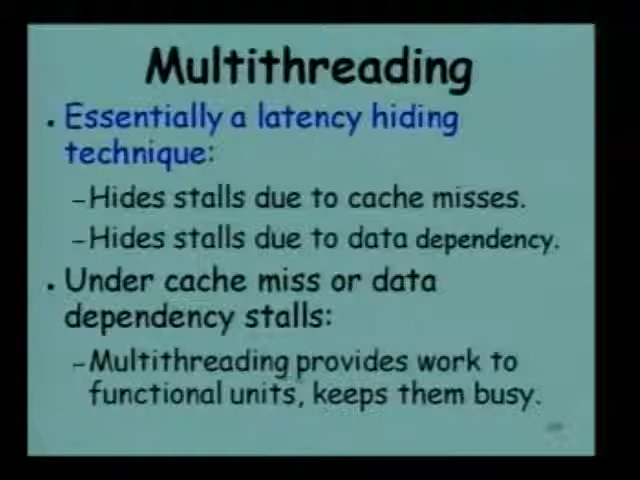 Multithreading
• Essentially a latency hiding
technique:
–Hides stalls due to cache misses.
–Hides stalls due to data dependency.
• Under cache miss or data
dependency stalls:
–Multithreading provides work to
functional units, keeps them busy.